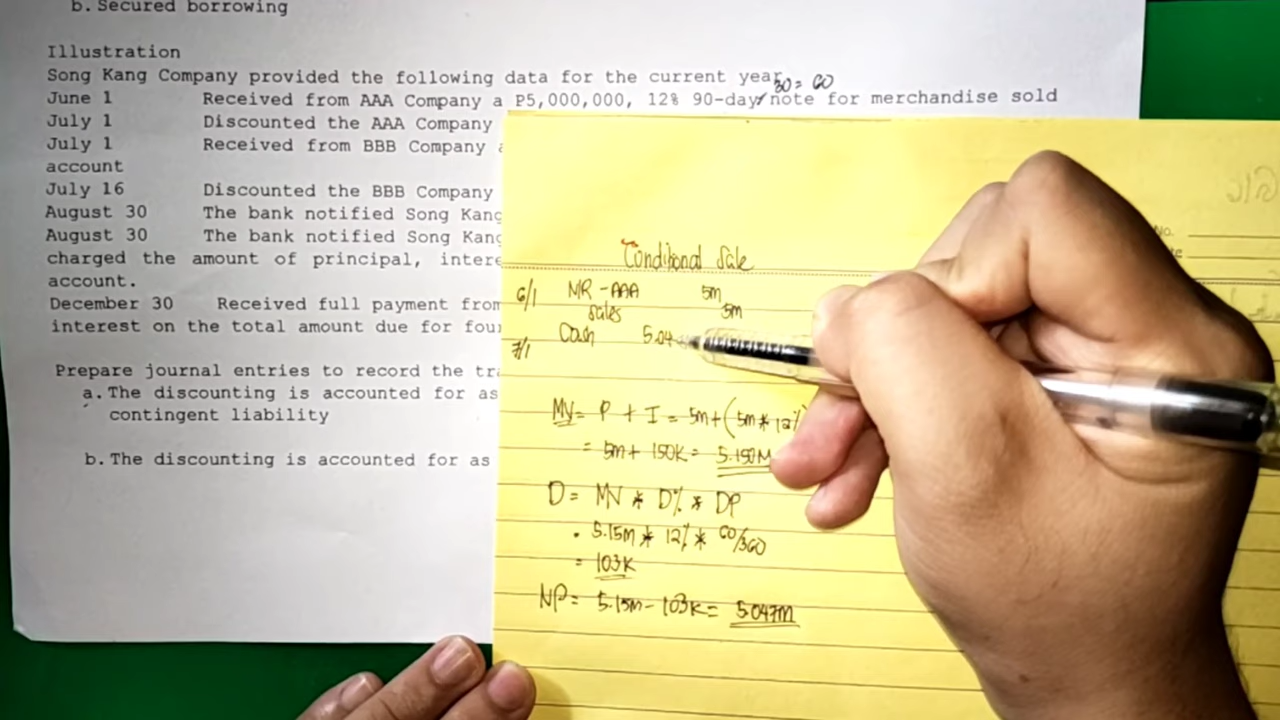 b. Secured borrowing
Illustration
Song Kang Company provided the following data for the current year
30 = 60
June 1 Received from AAA Company a P5,000,000, 12% 90-day note for merchandise sold
July 1 Discounted the AAA Company
July 1 Received from BBB Company
account
July 16 Discounted the BBB Company
August 30 The bank notified Song Kang
August 30 The bank notified Song Kang
charged the amount of principal,
account.
December 30 Received full payment from
interest on the total amount due for
Prepare journal entries to record the
a. The discounting is accounted for as
contingent liability
b. The discounting is accounted for as
No.
Conditional Sale
6/1 N/R - AAA 5m
Sales 5m
7/1 Cash 5.04
MV = P + I = 5m + (5m * 12%
= 5m + 150K = 5.150M
D = MV * D% * DP
= 5.15m * 12% * 60/360
= 103K
NP = 5.15m - 103K = 5.047M